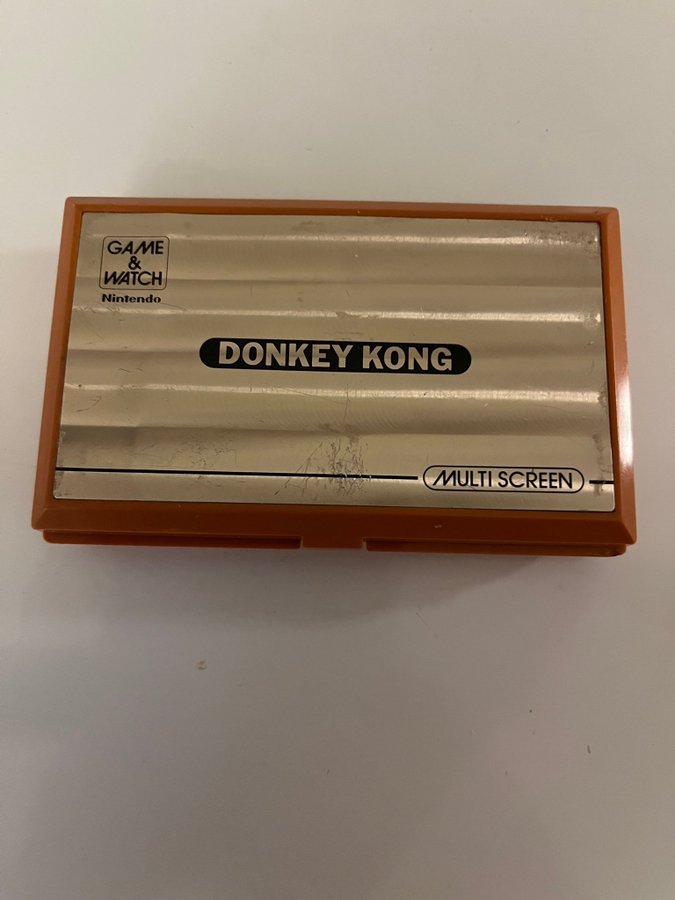 GAME
&
WATCH
Nintendo
DONKEY KONG
MULTI SCREEN